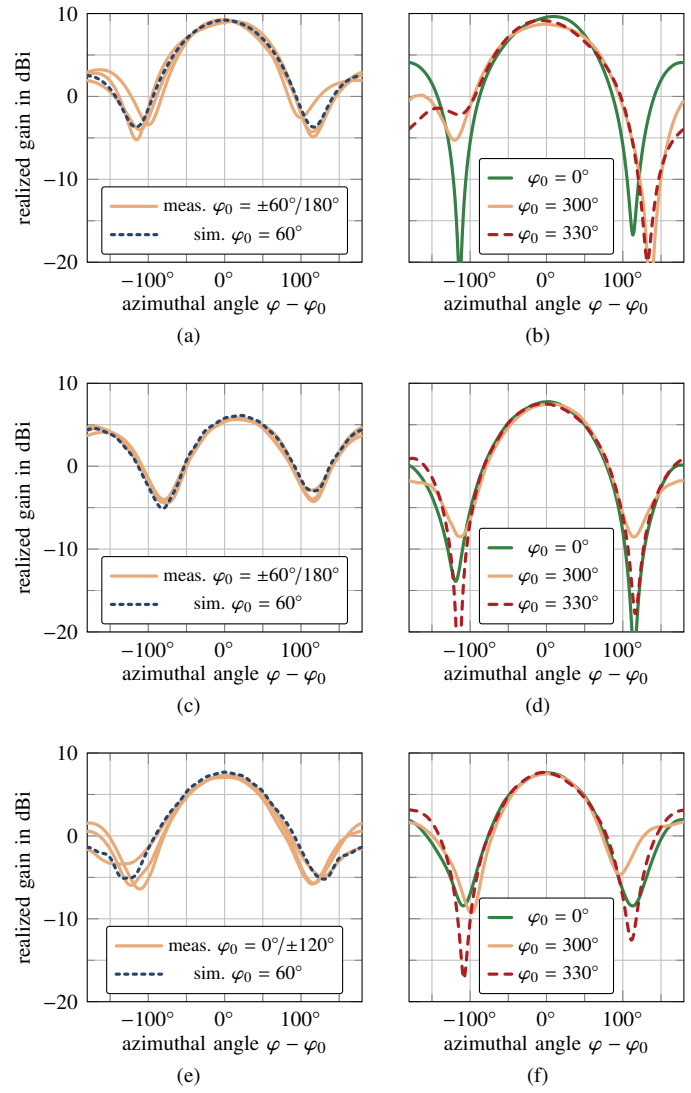 10
0
−10
−20
realized gain in dBi
meas. φ₀ = ±60°/180°
sim. φ₀ = 60°
−100° 0° 100°
azimuthal angle φ − φ₀
(a)
φ₀ = 0°
φ₀ = 300°
φ₀ = 330°
−100° 0° 100°
azimuthal angle φ − φ₀
(b)
10
0
−10
−20
realized gain in dBi
meas. φ₀ = ±60°/180°
sim. φ₀ = 60°
−100° 0° 100°
azimuthal angle φ − φ₀
(c)
φ₀ = 0°
φ₀ = 300°
φ₀ = 330°
−100° 0° 100°
azimuthal angle φ − φ₀
(d)
10
0
−10
−20
realized gain in dBi
meas. φ₀ = 0°/±120°
sim. φ₀ = 60°
−100° 0° 100°
azimuthal angle φ − φ₀
(e)
φ₀ = 0°
φ₀ = 300°
φ₀ = 330°
−100° 0° 100°
azimuthal angle φ − φ₀
(f)